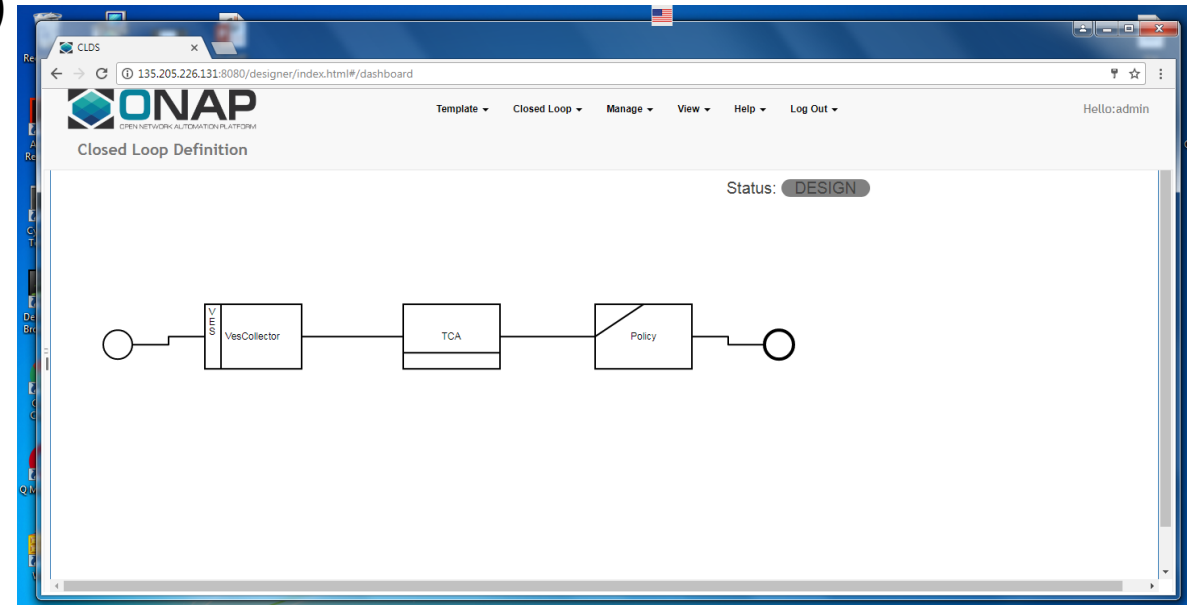 CLDS
135.205.226.131:8080/designer/index.html#/dashboard
ONAP
OPEN NETWORK AUTOMATION PLATFORM
Template Closed Loop Manage View Help Log Out
Hello:admin
Closed Loop Definition
Status: DESIGN
VES
VesCollector
TCA
Policy